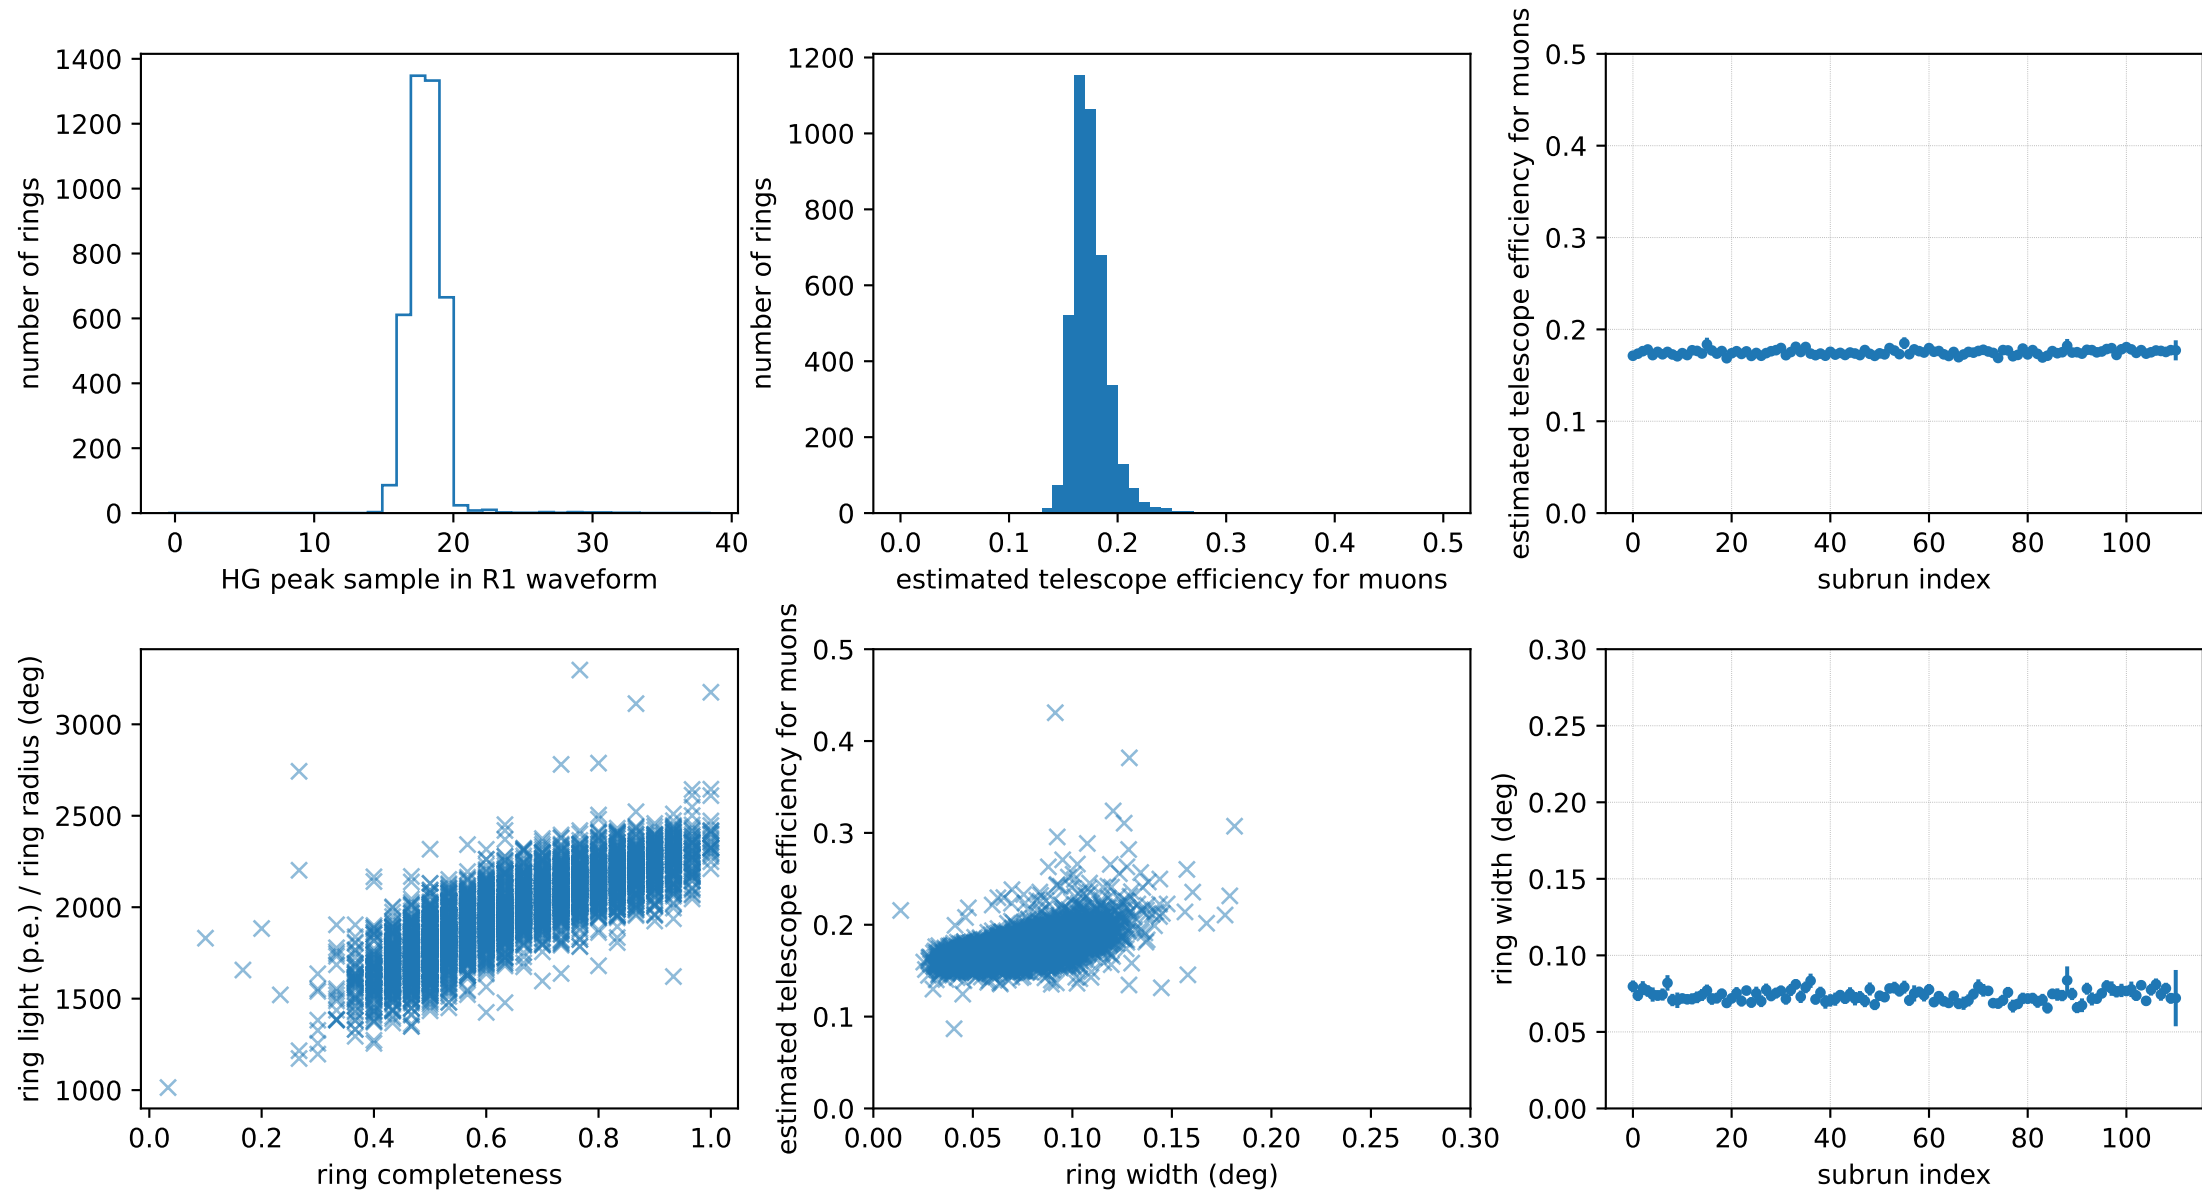 number of rings
1400
1200
1000
800
600
400
200
0
0 10 20 30 40
HG peak sample in R1 waveform
number of rings
1200
1000
800
600
400
200
0
0.0 0.1 0.2 0.3 0.4 0.5
estimated telescope efficiency for muons
estimated telescope efficiency for muons
0.5
0.4
0.3
0.2
0.1
0.0
0 20 40 60 80 100
subrun index
ring light (p.e.) / ring radius (deg)
3000
2500
2000
1500
1000
0.0 0.2 0.4 0.6 0.8 1.0
ring completeness
estimated telescope efficiency for muons
0.5
0.4
0.3
0.2
0.1
0.0
0.00 0.05 0.10 0.15 0.20 0.25 0.30
ring width (deg)
ring width (deg)
0.30
0.25
0.20
0.15
0.10
0.05
0.00
0 20 40 60 80 100
subrun index